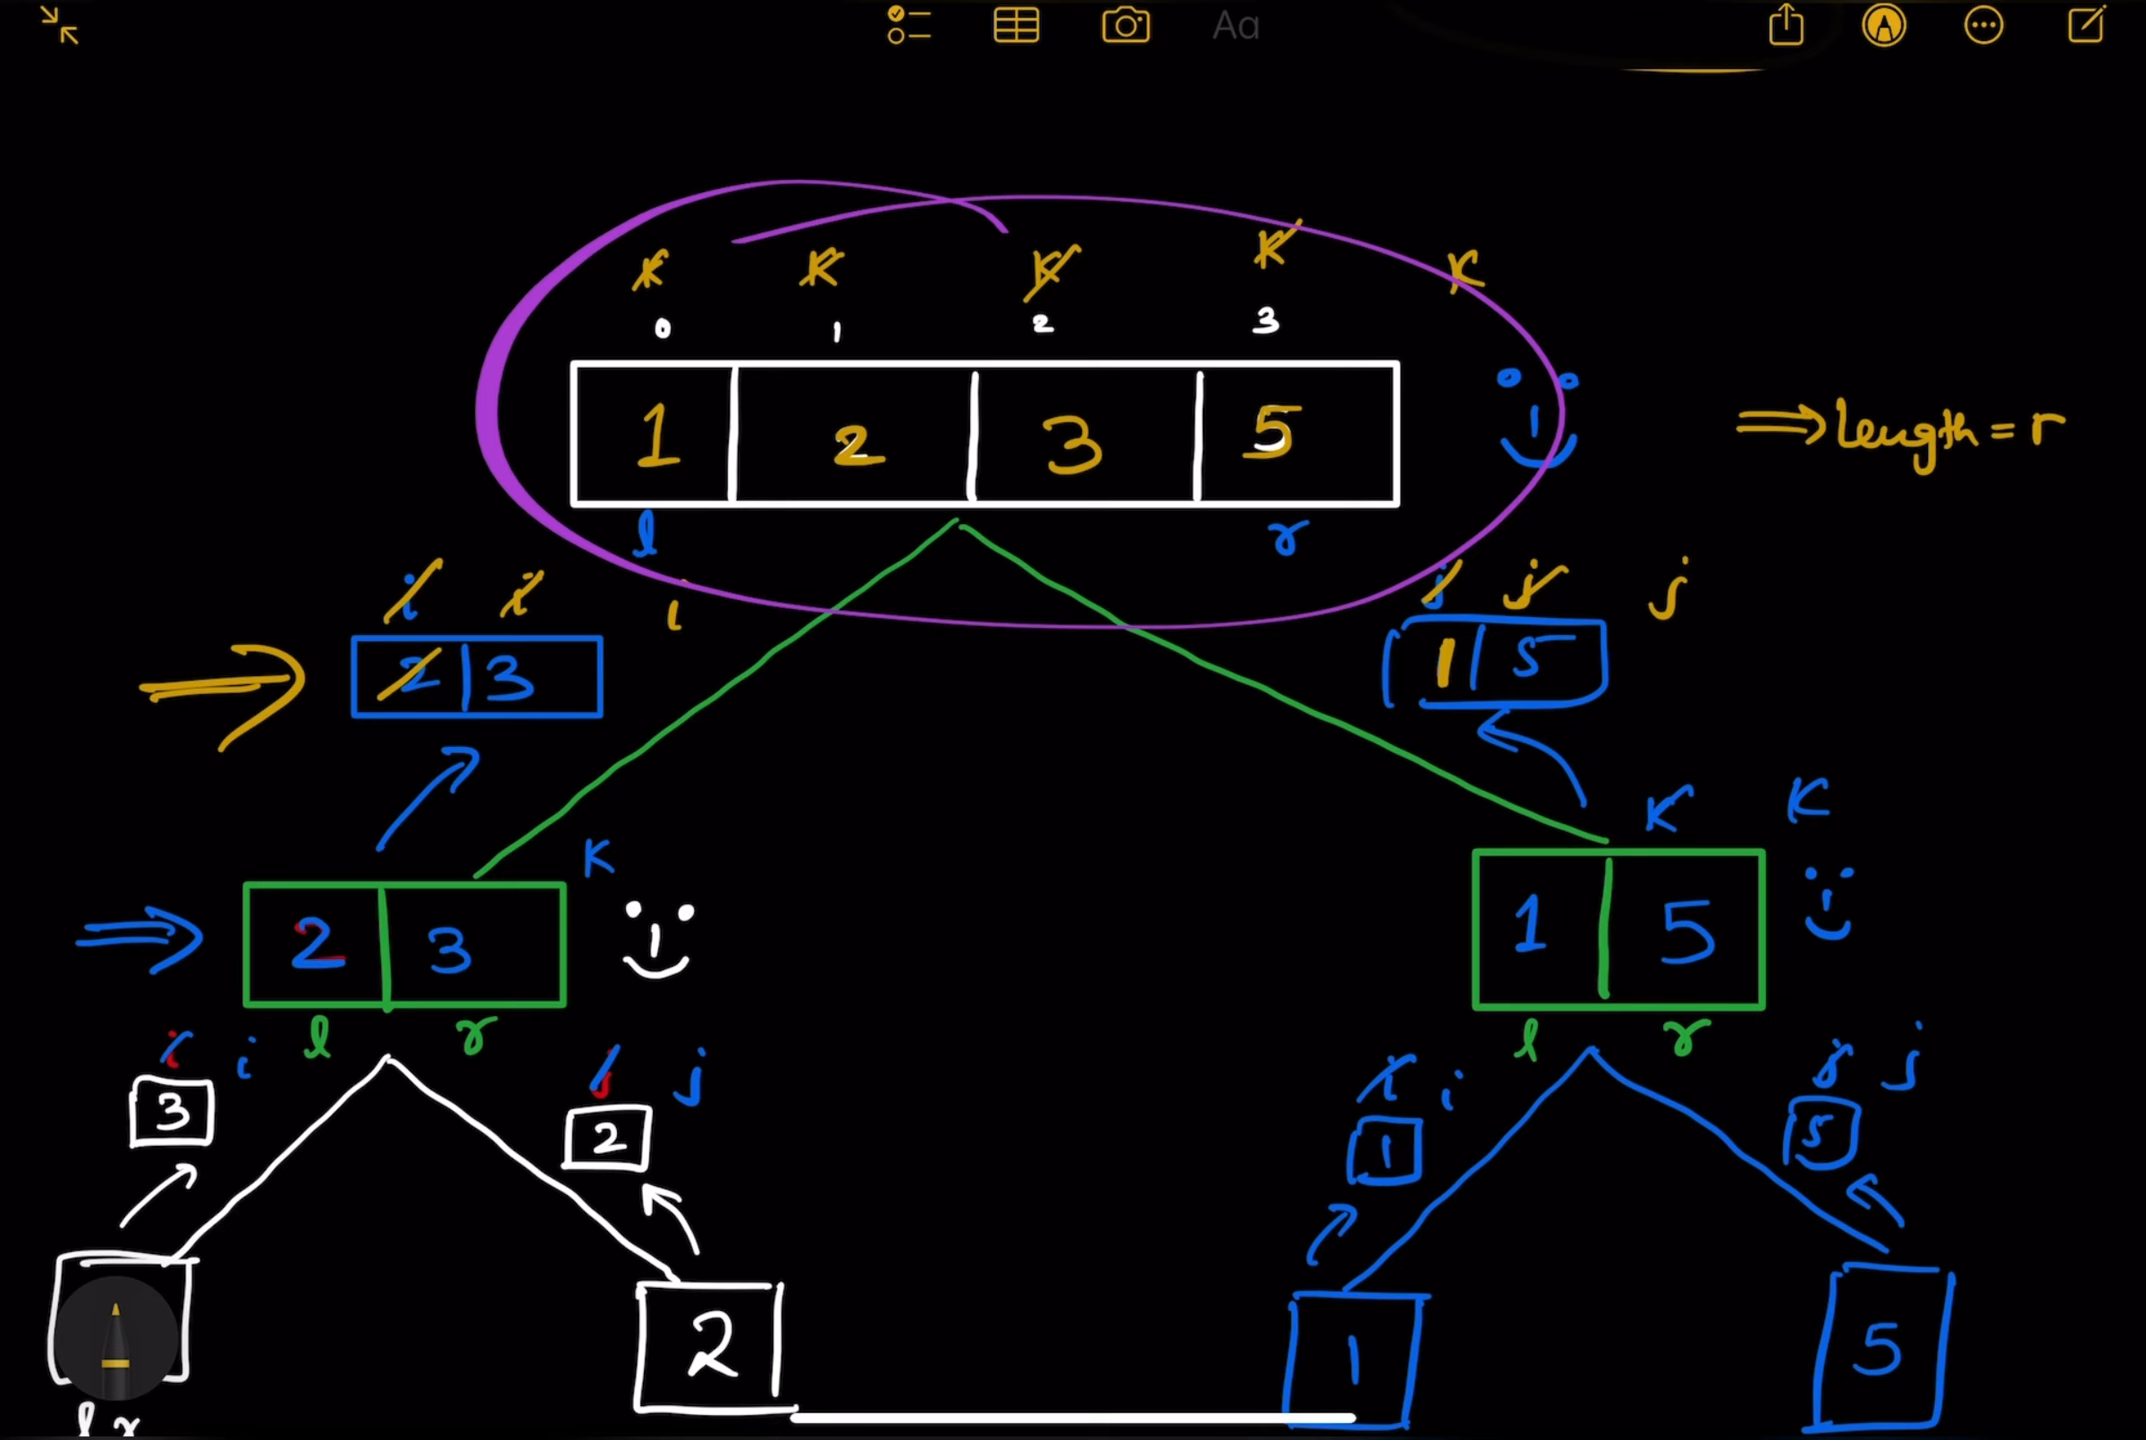 Aa
K K K K K
0 1 2 3
1 2 3 5
⇒ length = r
l r
i i i
j j j
2 3
1 5
K K
K
2 3
1 5
l r
l r
i i
j j
i i
j j
3
2
1
5
2
1
5
l r